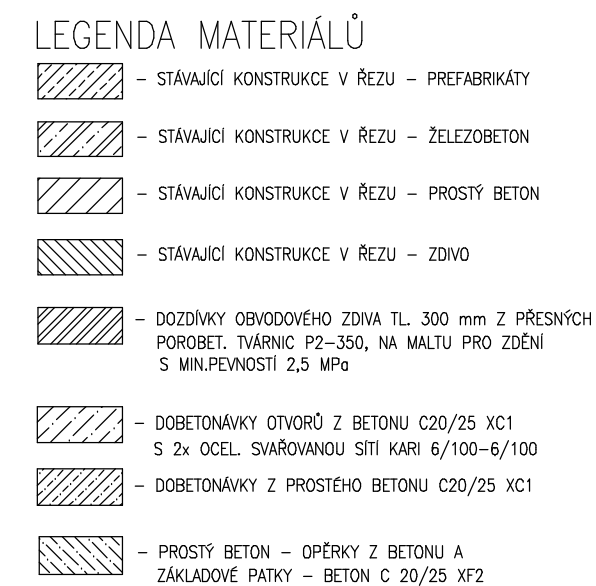 LEGENDA MATERIÁLŮ
– STÁVAJÍCÍ KONSTRUKCE V ŘEZU – PREFABRIKÁTY
– STÁVAJÍCÍ KONSTRUKCE V ŘEZU – ŽELEZOBETON
– STÁVAJÍCÍ KONSTRUKCE V ŘEZU – PROSTÝ BETON
– STÁVAJÍCÍ KONSTRUKCE V ŘEZU – ZDIVO
– DOZDÍVKY OBVODOVÉHO ZDIVA TL. 300 mm Z PŘESNÝCH
POROBET. TVÁRNIC P2–350, NA MALTU PRO ZDĚNÍ
S MIN.PEVNOSTÍ 2,5 MPa
– DOBETONÁVKY OTVORŮ Z BETONU C20/25 XC1
S 2x OCEL. SVAŘOVANOU SÍTÍ KARI 6/100–6/100
– DOBETONÁVKY Z PROSTÉHO BETONU C20/25 XC1
– PROSTÝ BETON – OPĚRKY Z BETONU A
ZÁKLADOVÉ PATKY – BETON C 20/25 XF2